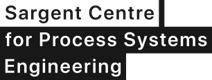 Sargent Centre
for Process Systems
Engineering